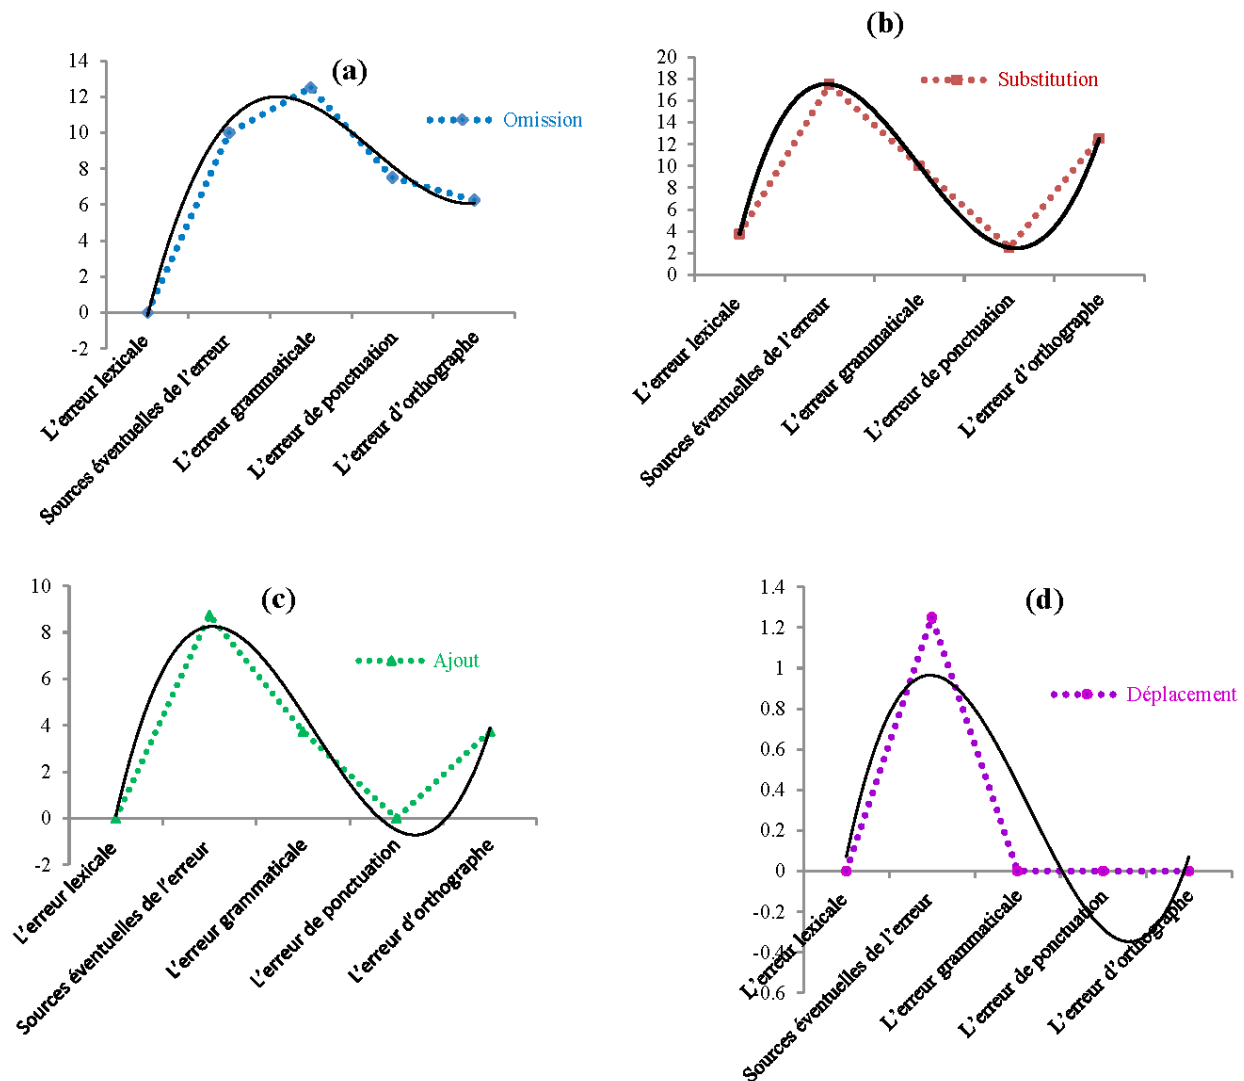 (a)
14
12
10
8
6
4
2
0
-2
Omission
L'erreur lexicale
Sources éventuelles de l'erreur
L'erreur grammaticale
L'erreur de ponctuation
L'erreur d'orthographe
(b)
20
18
16
14
12
10
8
6
4
2
0
Substitution
L'erreur lexicale
Sources éventuelles de l'erreur
L'erreur grammaticale
L'erreur de ponctuation
L'erreur d'orthographe
(c)
10
8
6
4
2
0
-2
Ajout
L'erreur lexicale
Sources éventuelles de l'erreur
L'erreur grammaticale
L'erreur de ponctuation
L'erreur d'orthographe
(d)
1.4
1.2
1
0.8
0.6
0.4
0.2
0
-0.2
-0.4
-0.6
Déplacement
L'erreur lexicale
Sources éventuelles de l'erreur
L'erreur grammaticale
L'erreur de ponctuation
L'erreur d'orthographe